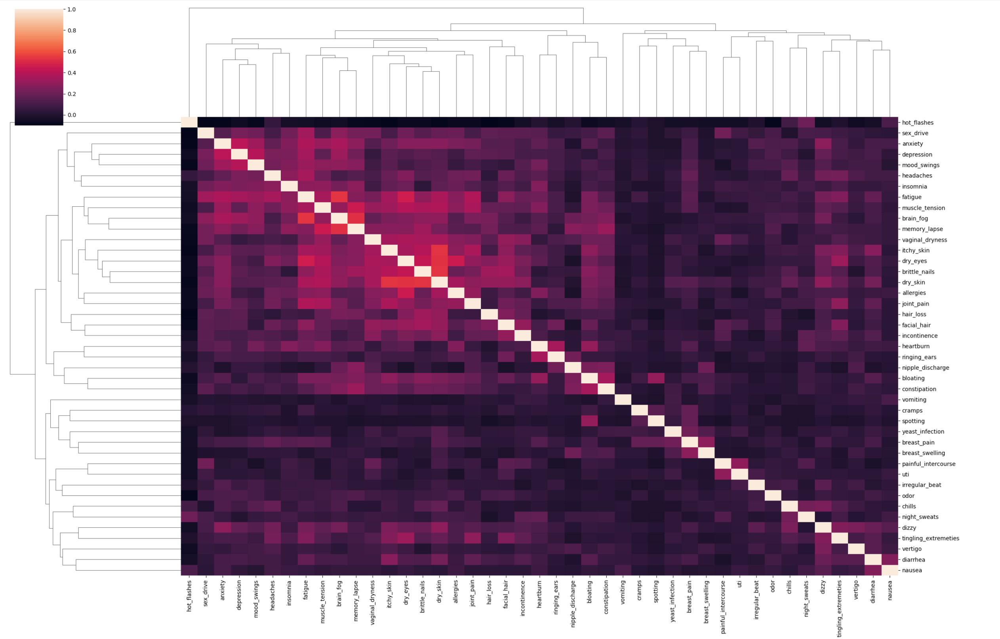 1.0
0.8
0.6
0.4
0.2
0.0
hot_flashes
sex_drive
anxiety
depression
mood_swings
headaches
insomnia
fatigue
muscle_tension
brain_fog
memory_lapse
vaginal_dryness
itchy_skin
dry_eyes
brittle_nails
dry_skin
allergies
joint_pain
hair_loss
facial_hair
incontinence
heartburn
ringing_ears
nipple_discharge
bloating
constipation
vomiting
cramps
spotting
yeast_infection
breast_pain
breast_swelling
painful_intercourse
uti
irregular_beat
odor
chills
night_sweats
dizzy
tingling_extremeties
vertigo
diarrhea
nausea
hot_flashes
sex_drive
anxiety
depression
mood_swings
headaches
insomnia
fatigue
muscle_tension
brain_fog
memory_lapse
vaginal_dryness
itchy_skin
dry_eyes
brittle_nails
dry_skin
allergies
joint_pain
hair_loss
facial_hair
incontinence
heartburn
ringing_ears
nipple_discharge
bloating
constipation
vomiting
cramps
spotting
yeast_infection
breast_pain
breast_swelling
painful_intercourse
uti
irregular_beat
odor
chills
night_sweats
dizzy
tingling_extremeties
vertigo
diarrhea
nausea